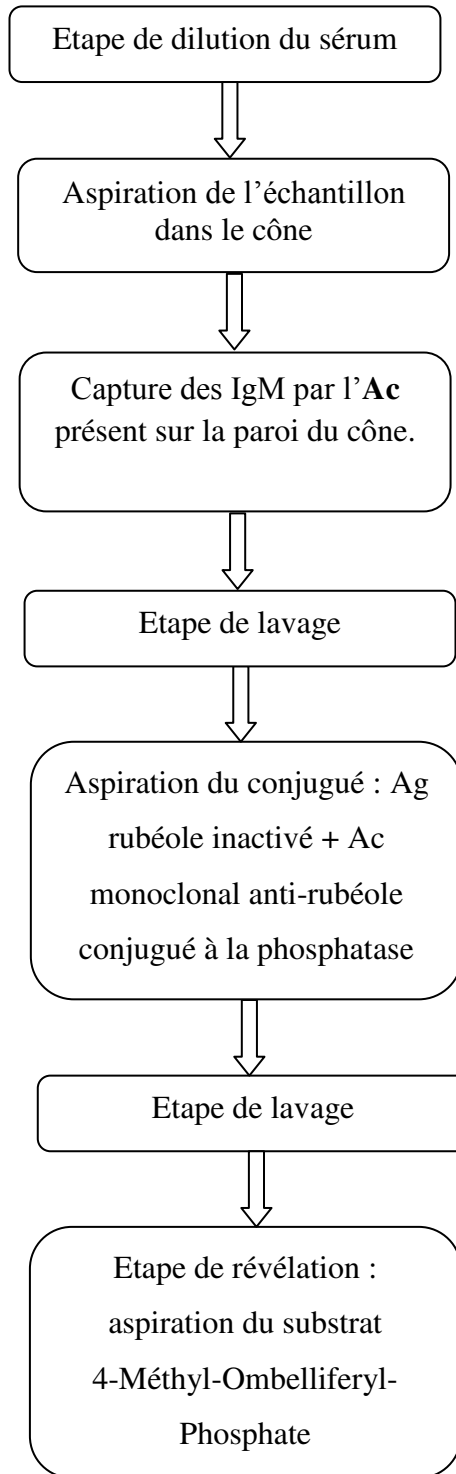 Etape de dilution du sérum
Aspiration de l’échantillon
dans le cône
Capture des IgM par l’Ac
présent sur la paroi du cône.
Etape de lavage
Aspiration du conjugué : Ag
rubéole inactivé + Ac
monoclonal anti-rubéole
conjugué à la phosphatase
Etape de lavage
Etape de révélation :
aspiration du substrat
4-Méthyl-Ombelliferyl-
Phosphate